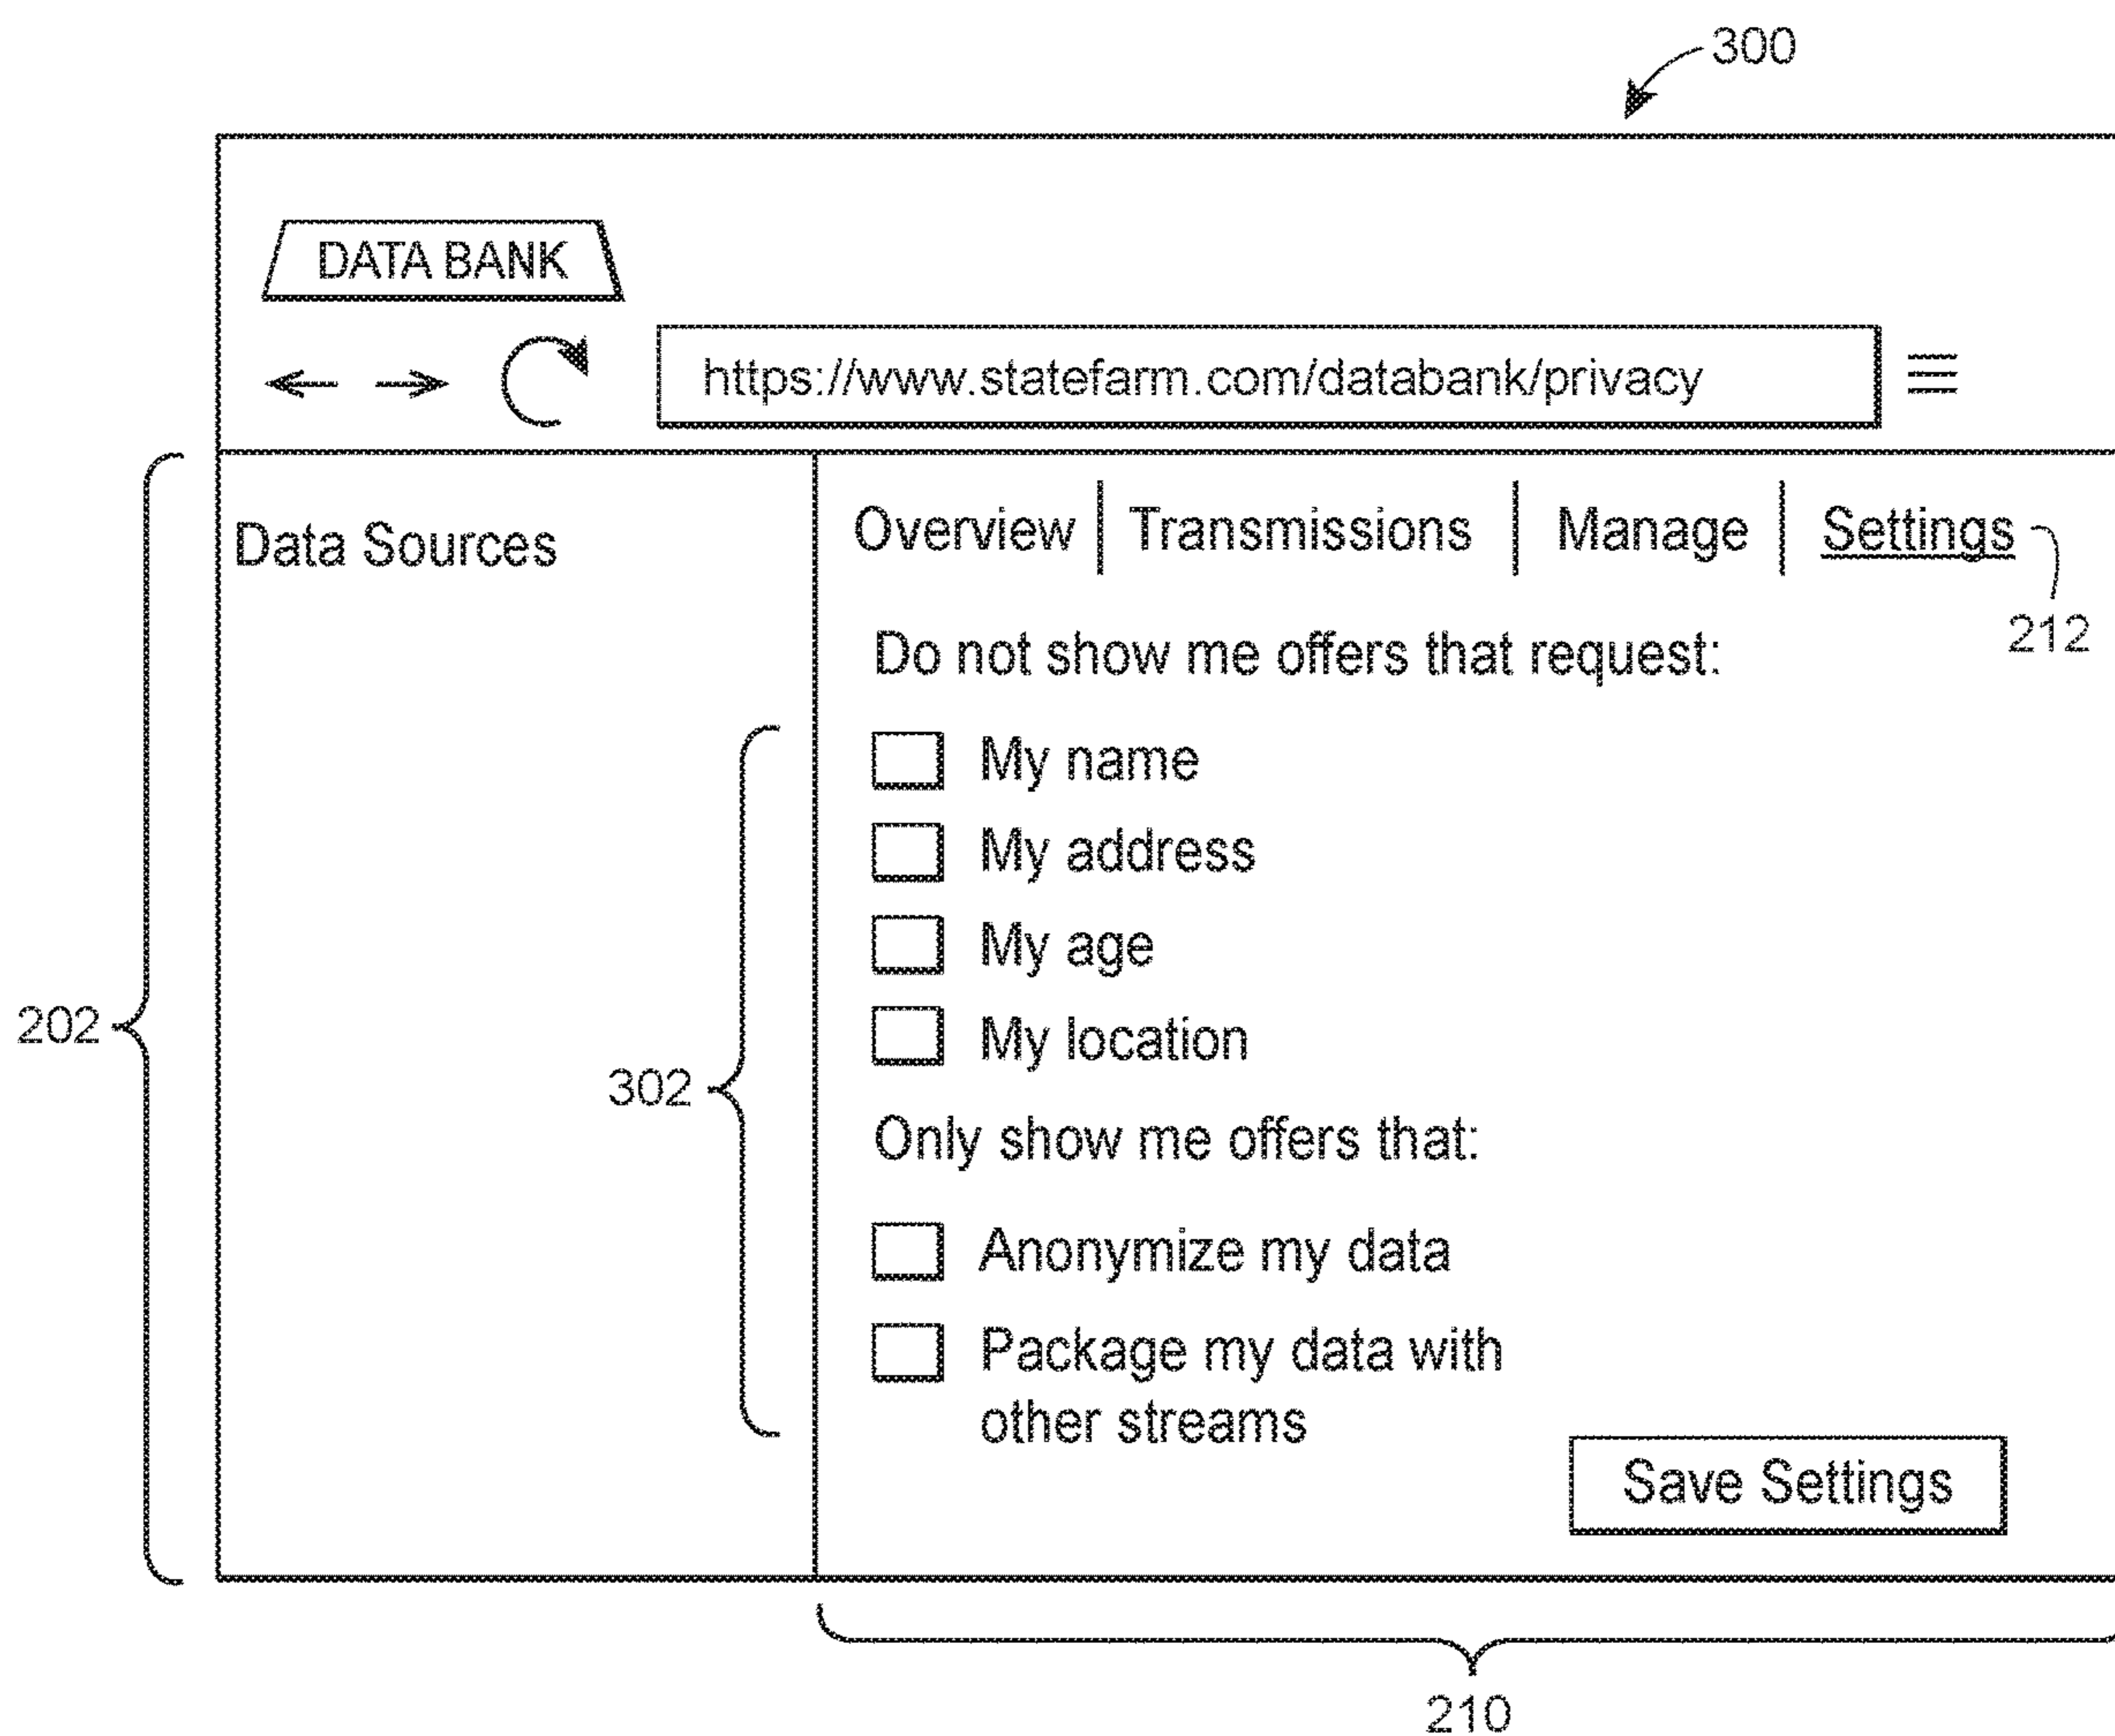 300
DATA BANK
https://www.statefarm.com/databank/privacy
Data Sources
Overview | Transmissions | Manage | Settings
212
Do not show me offers that request:
My name
My address
My age
My location
202
302
Only show me offers that:
Anonymize my data
Package my data with
other streams
Save Settings
210